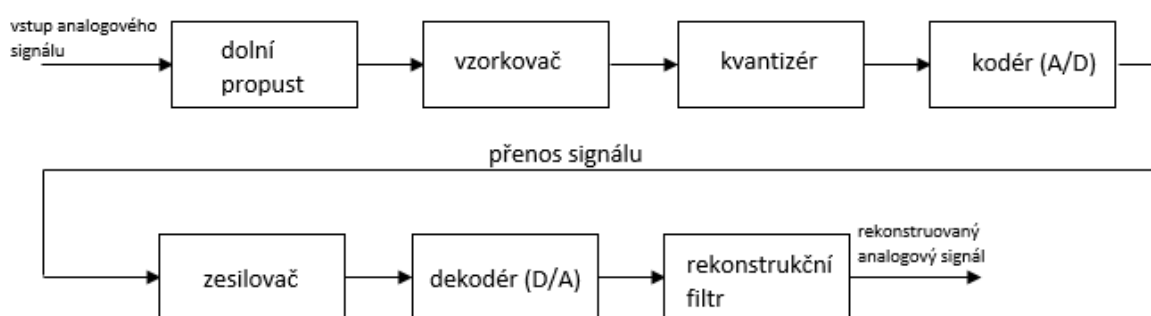 vstup analogového
signálu
dolní
propust
vzorkovač
kvantizér
kodér (A/D)
přenos signálu
zesilovač
dekodér (D/A)
rekonstrukční
filtr
rekonstruovaný
analogový signál